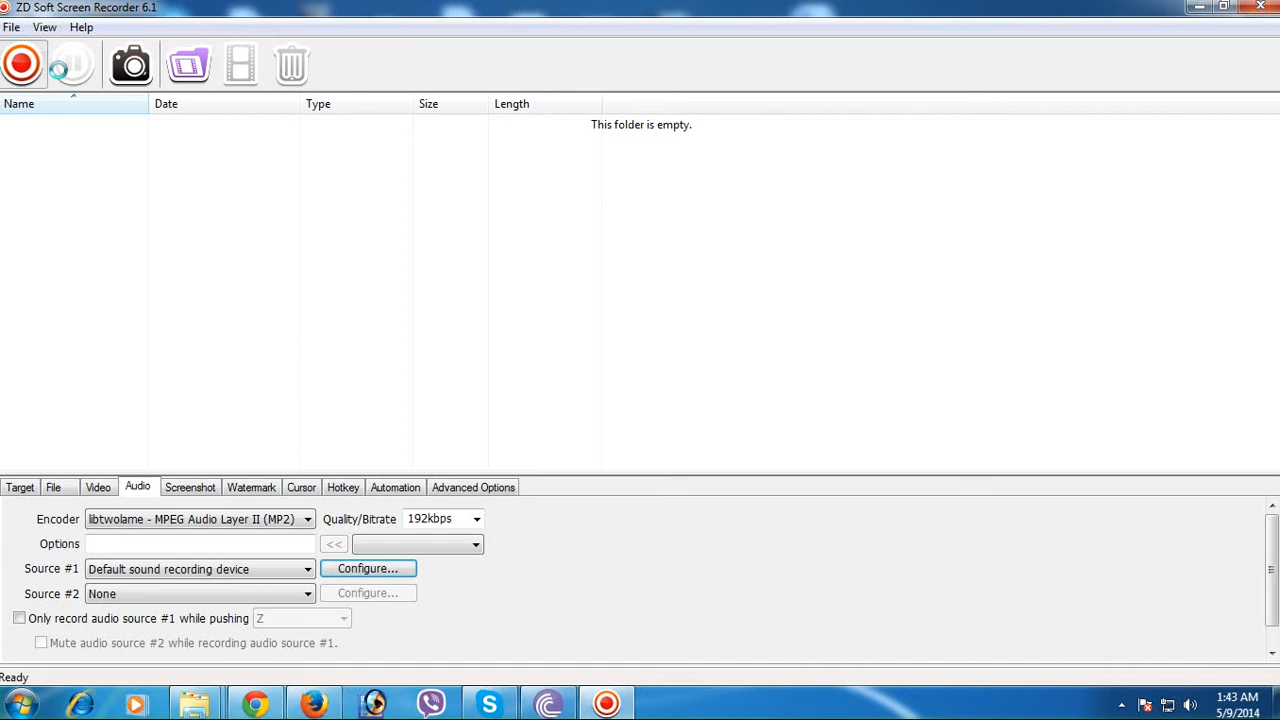 ZD Soft Screen Recorder 6.1
File View Help
Name Date Type Size Length
This folder is empty.
Target File Video Audio Screenshot Watermark Cursor Hotkey Automation Advanced Options
Encoder libtwolame - MPEG Audio Layer II (MP2) Quality/Bitrate 192kbps
Options <<
Source #1 Default sound recording device Configure...
Source #2 None Configure...
Only record audio source #1 while pushing Z
Mute audio source #2 while recording audio source #1.
Ready
1:43 AM
5/9/2014